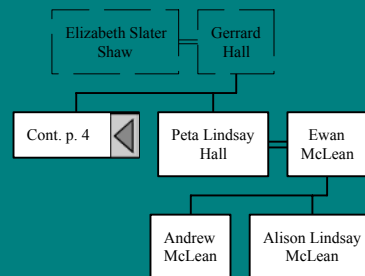 Elizabeth Slater
Shaw
Gerrard
Hall
Cont. p. 4
Peta Lindsay
Hall
Ewan
McLean
Andrew
McLean
Alison Lindsay
McLean